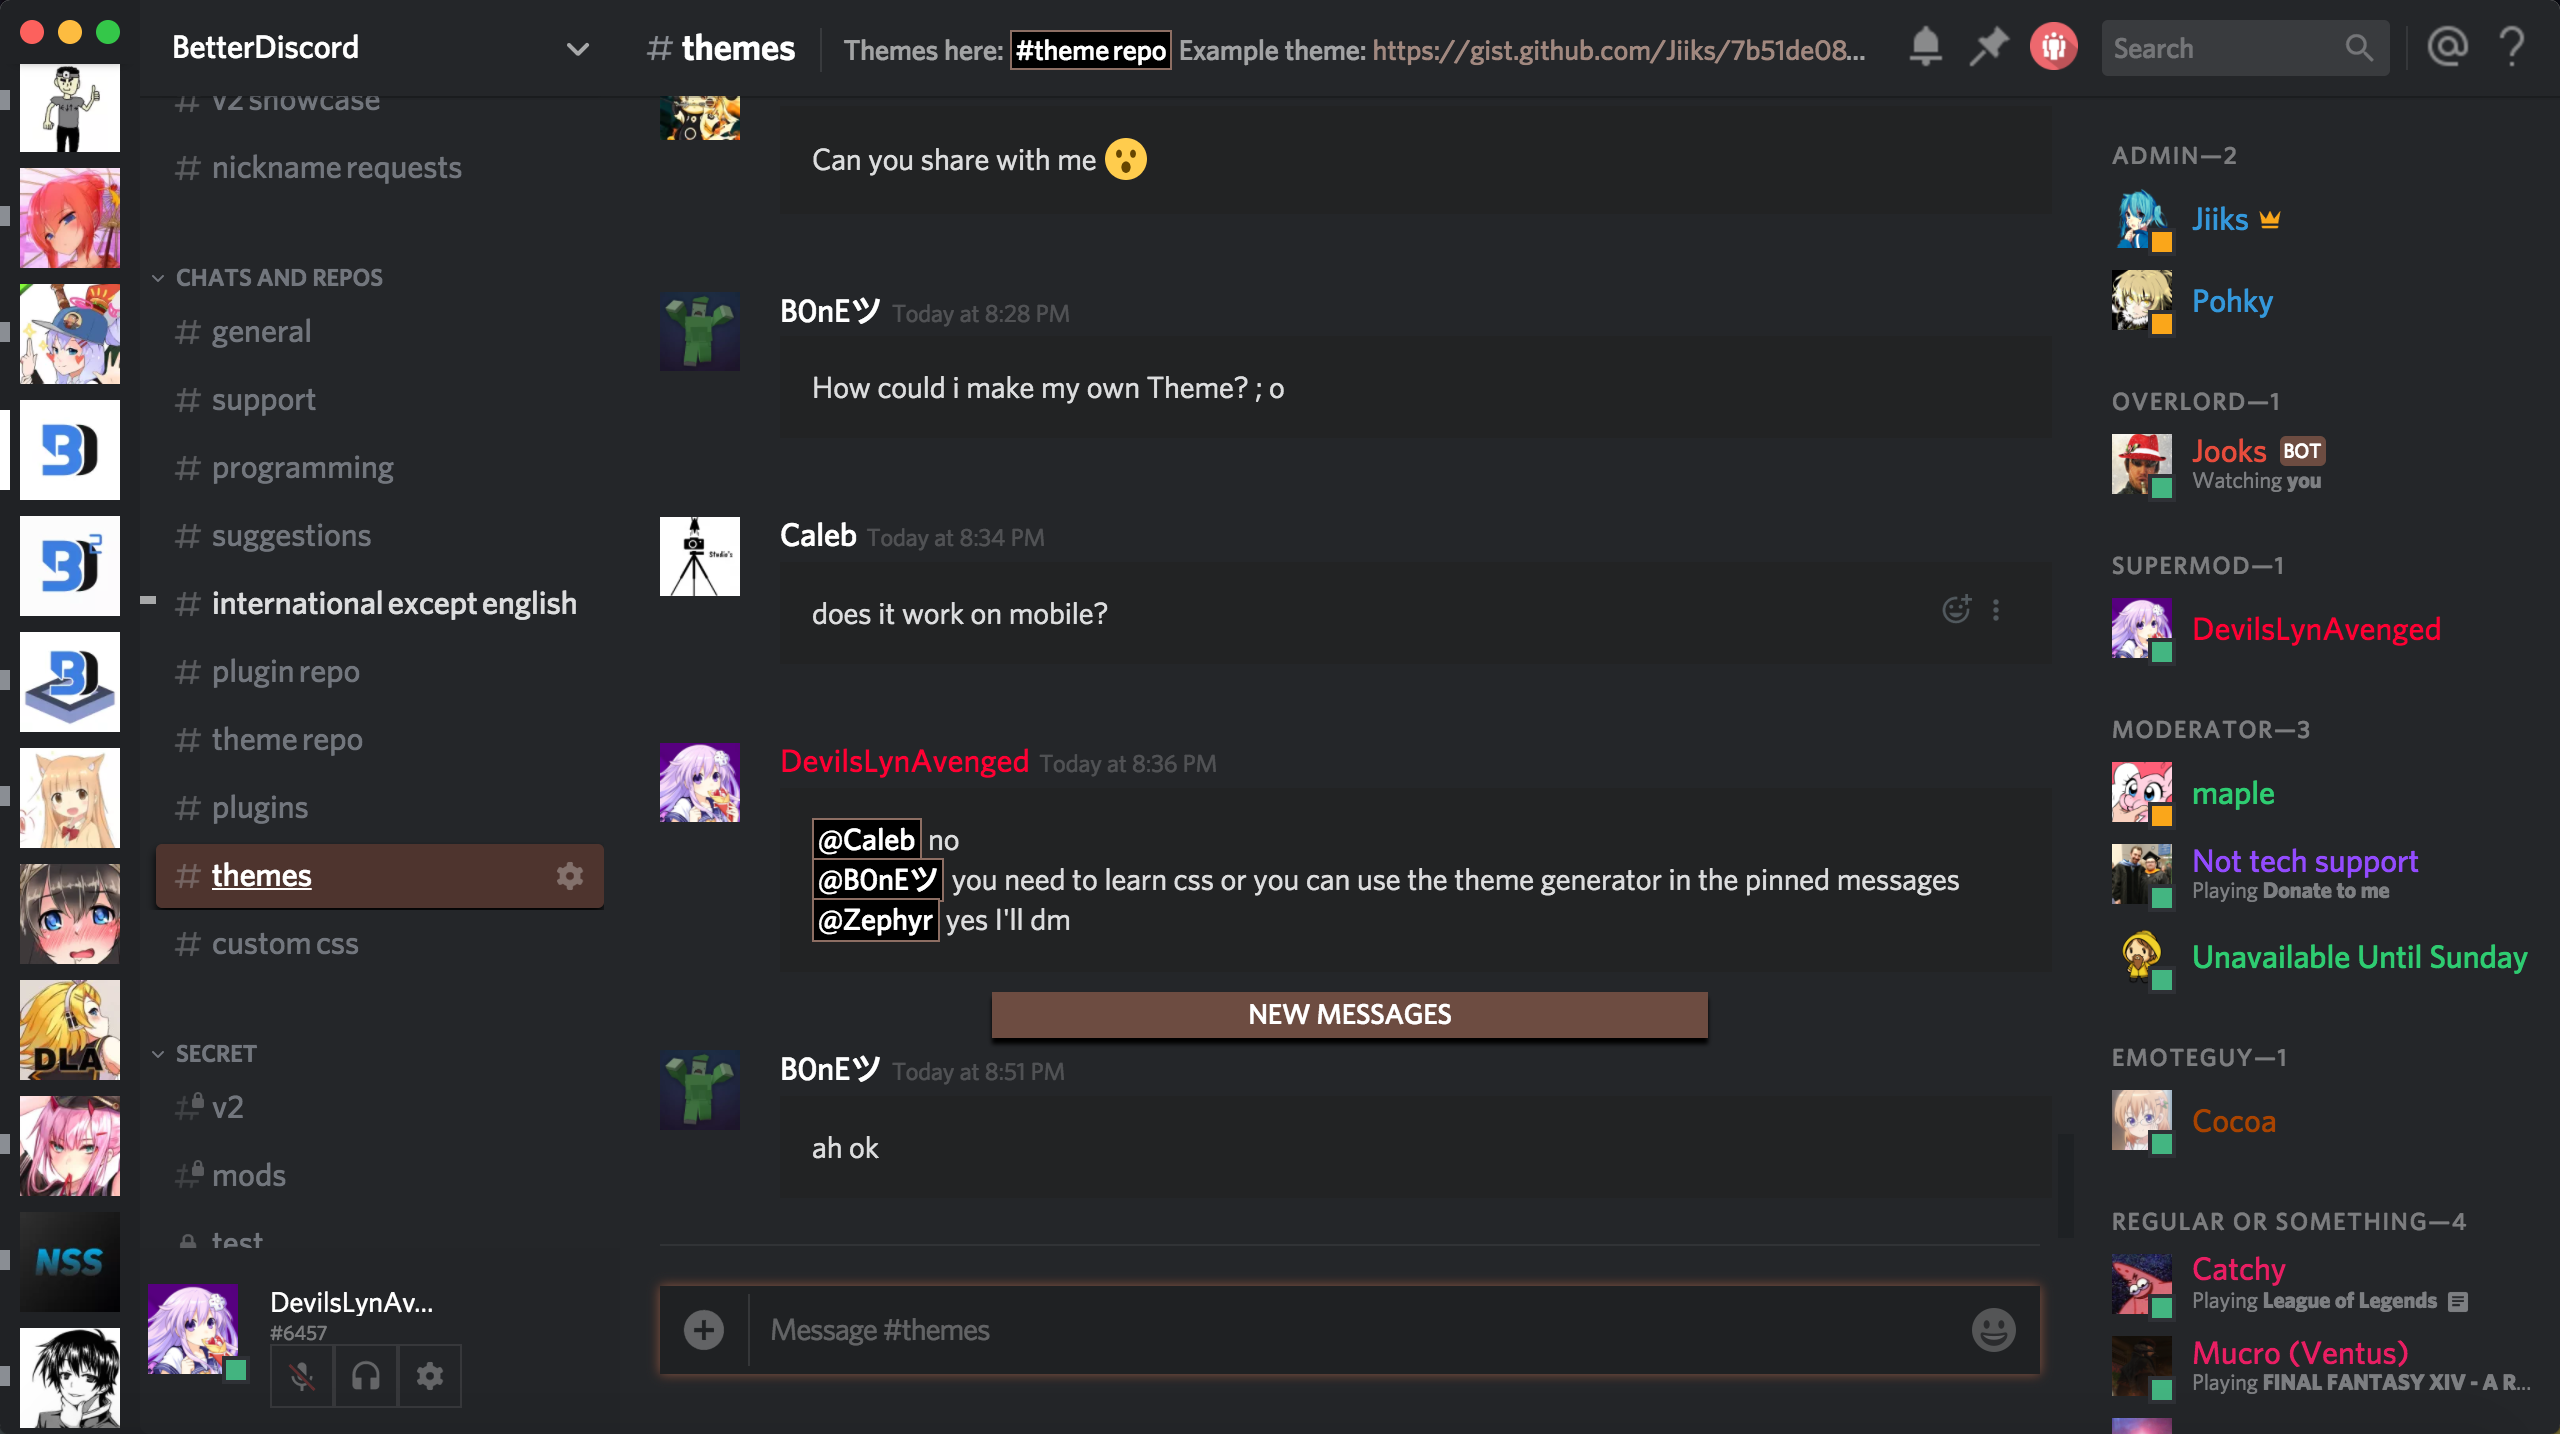 BetterDiscord
# themes
Themes here: #theme repo Example theme: https://gist.github.com/Jiiks/7b51de08...
Search
# v2 showcase
# nickname requests
CHATS AND REPOS
# general
# support
# programming
# suggestions
# international except english
# plugin repo
# theme repo
# plugins
# themes
# custom css
SECRET
v2
mods
test
DLA
NSS
DevilsLynAv...
#6457
Can you share with me 😮
B0nEツ Today at 8:28 PM
How could i make my own Theme? ; o
Studio's
Caleb Today at 8:34 PM
does it work on mobile?
DevilsLynAvenged Today at 8:36 PM
@Caleb no
@B0nEツ you need to learn css or you can use the theme generator in the pinned messages
@Zephyr yes I'll dm
NEW MESSAGES
B0nEツ Today at 8:51 PM
ah ok
Message #themes
ADMIN—2
Jiiks
Pohky
OVERLORD—1
Jooks BOT
Watching you
SUPERMOD—1
DevilsLynAvenged
MODERATOR—3
maple
Not tech support
Playing Donate to me
Unavailable Until Sunday
EMOTEGUY—1
Cocoa
REGULAR OR SOMETHING—4
Catchy
Playing League of Legends
Mucro (Ventus)
Playing FINAL FANTASY XIV - A R...